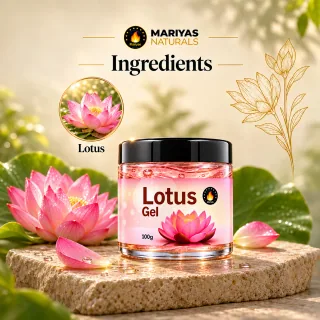 MARIYAS
NATURALS
Ingredients
Lotus
Lotus
Gel
100g